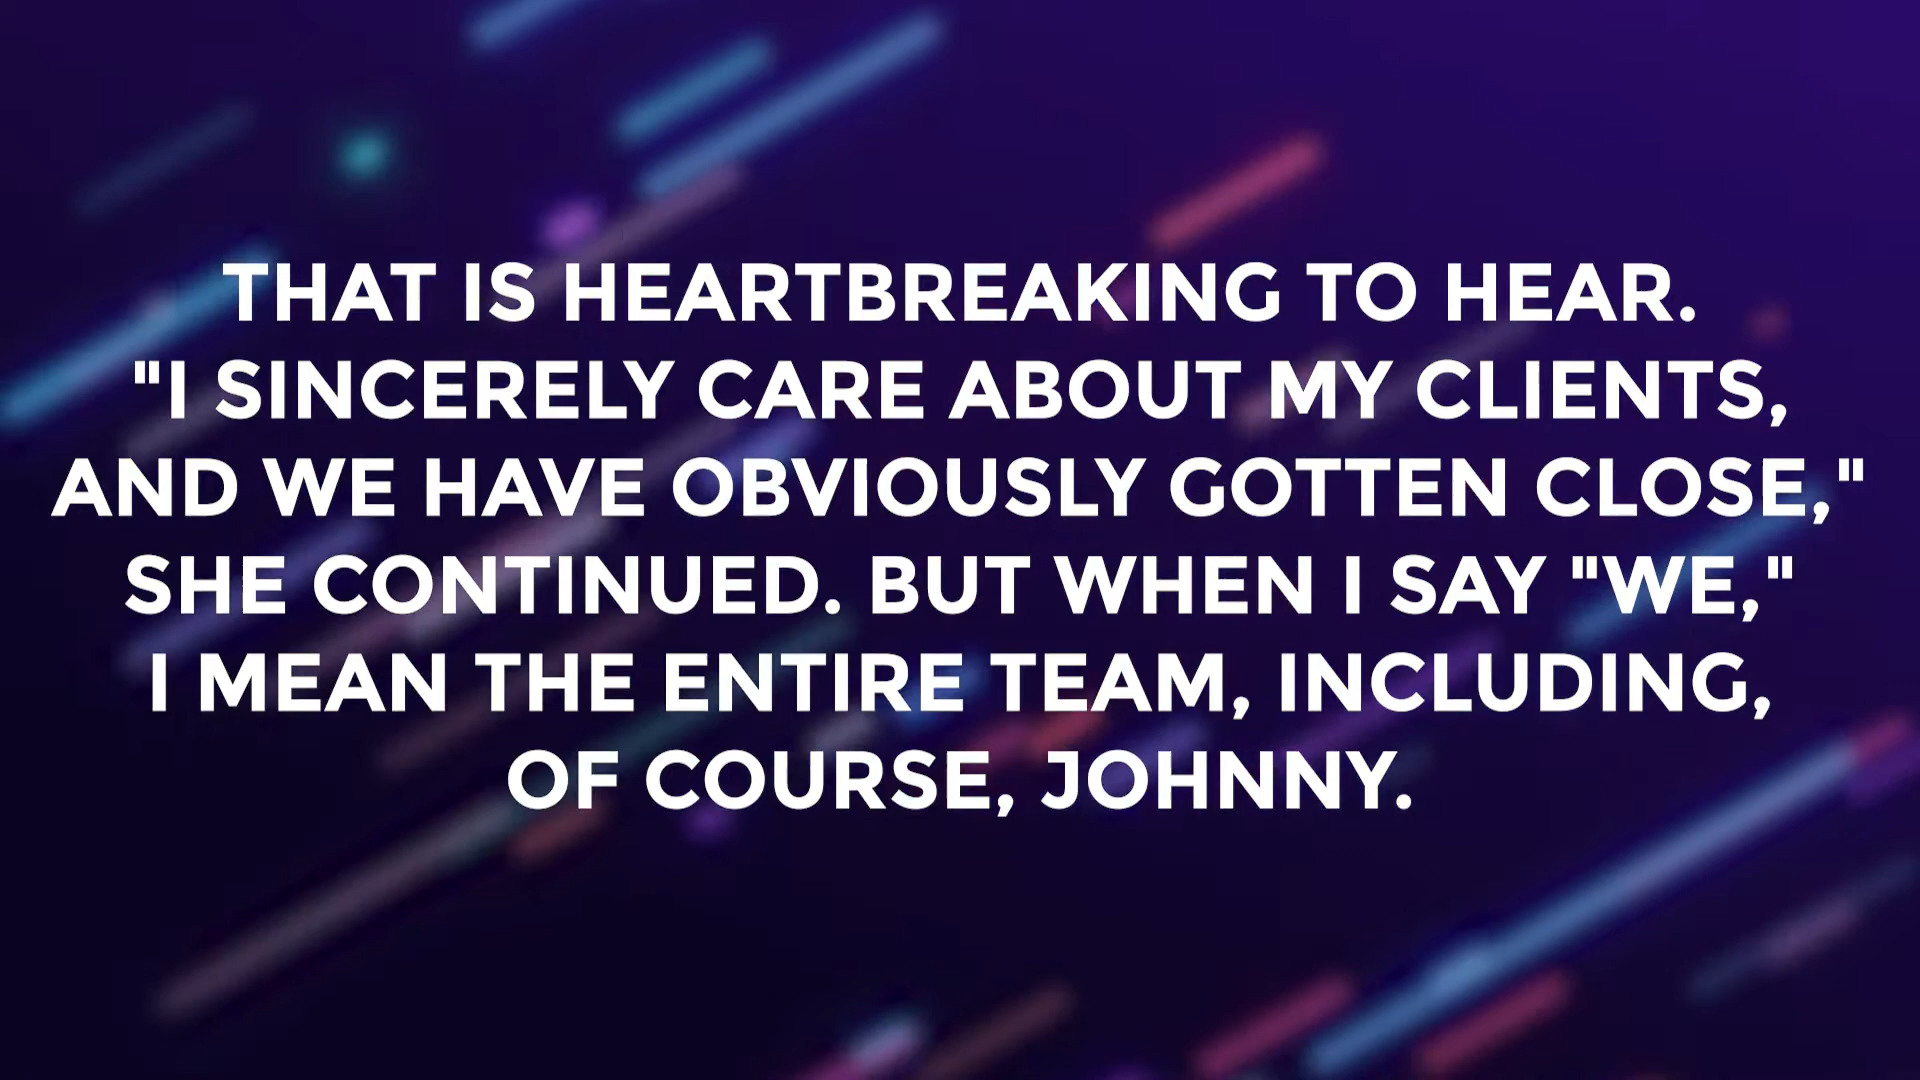 THAT IS HEARTBREAKING TO HEAR.
"I SINCERELY CARE ABOUT MY CLIENTS,
AND WE HAVE OBVIOUSLY GOTTEN CLOSE,"
SHE CONTINUED. BUT WHEN I SAY "WE,"
I MEAN THE ENTIRE TEAM, INCLUDING,
OF COURSE, JOHNNY.